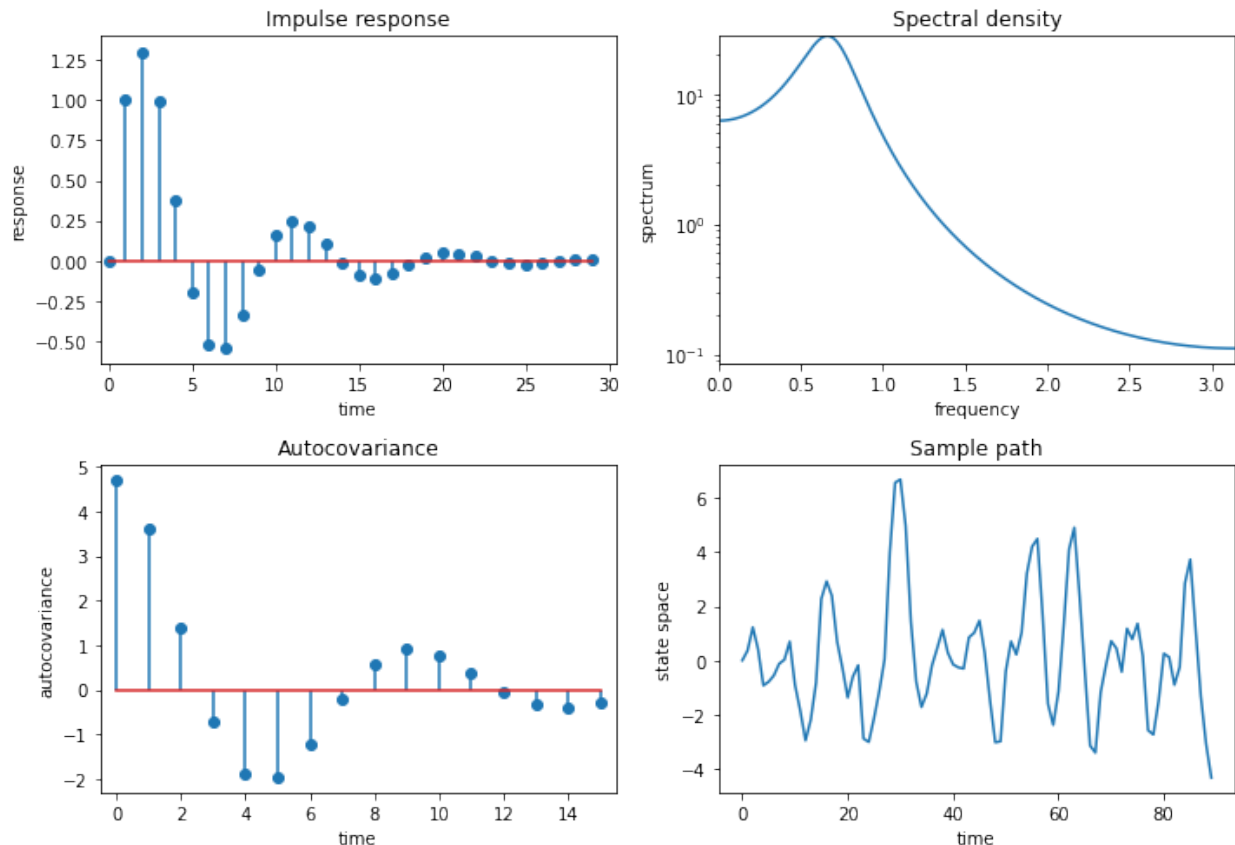 Impulse response
1.25
1.00
0.75
0.50
0.25
0.00
−0.25
−0.50
response
0 5 10 15 20 25 30
time
Spectral density
10¹
10⁰
10⁻¹
spectrum
0.0 0.5 1.0 1.5 2.0 2.5 3.0
frequency
Autocovariance
5
4
3
2
1
0
−1
−2
autocovariance
0 2 4 6 8 10 12 14
time
Sample path
6
4
2
0
−2
−4
state space
0 20 40 60 80
time